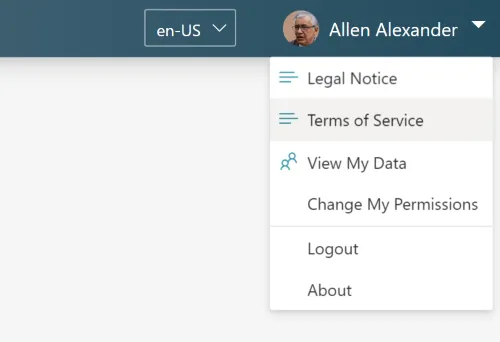 en-US
Allen Alexander
Legal Notice
Terms of Service
View My Data
Change My Permissions
Logout
About